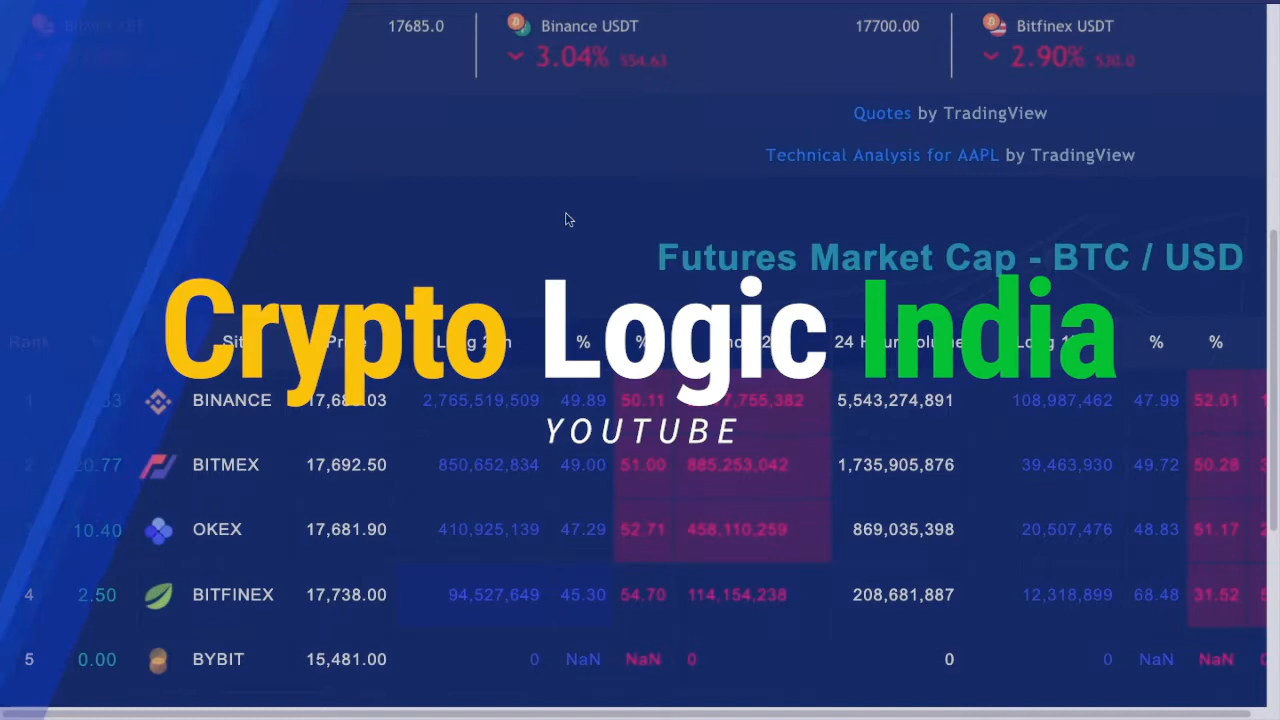 17685.0 Binance USDT 17700.00 Bitfinex USDT
3.04% 554.63 2.90% 530.0
Quotes by TradingView
Technical Analysis for AAPL by TradingView
Futures Market Cap - BTC / USD
Crypto Logic India
YOUTUBE
Rank % %
BINANCE 2,765,519,509 49.89 50.11 5,543,274,891 108,987,462 47.99 52.01
20.77 BITMEX 17,692.50 850,652,834 49.00 51.00 885,253,042 1,735,905,876 39,463,930 49.72 50.28
10.40 OKEX 17,681.90 410,925,139 47.29 52.71 458,110,259 869,035,398 20,507,476 48.83 51.17
4 2.50 BITFINEX 17,738.00 94,527,649 45.30 54.70 114,154,238 208,681,887 12,318,899 68.48 31.52
5 0.00 BYBIT 15,481.00 0 NaN NaN 0 0 0 NaN NaN